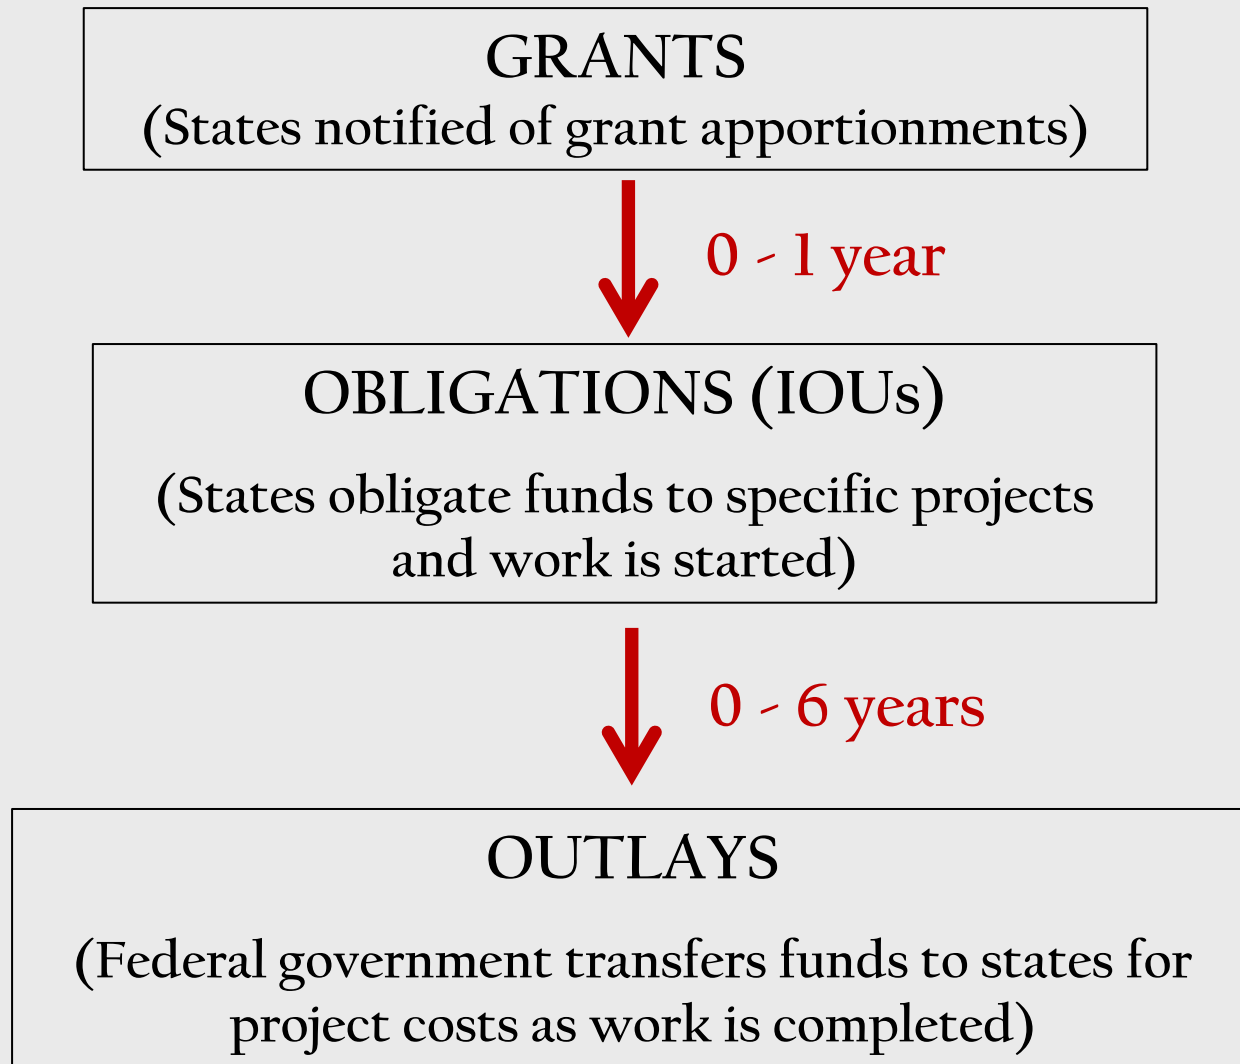 GRANTS
(States notified of grant apportionments)
0 - 1 year
OBLIGATIONS (IOUs)
(States obligate funds to specific projects
and work is started)
0 - 6 years
OUTLAYS
(Federal government transfers funds to states for
project costs as work is completed)